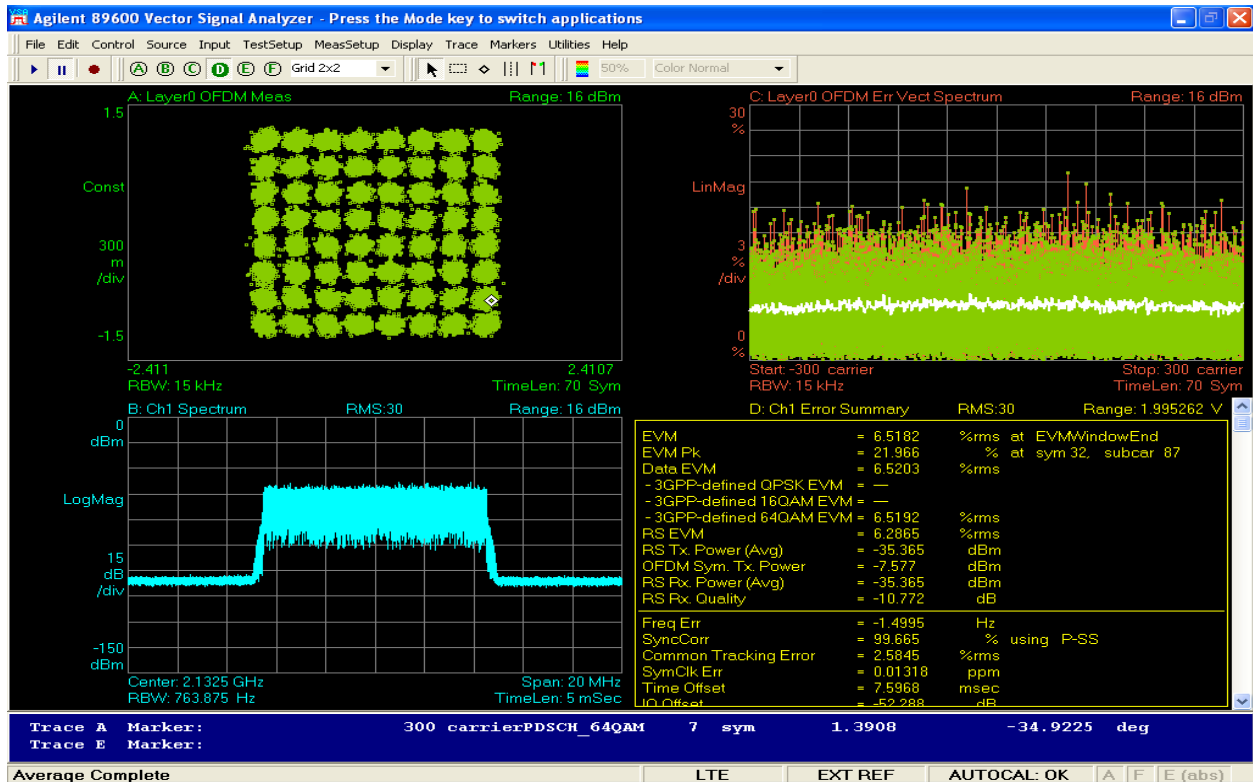 Agilent 89600 Vector Signal Analyzer - Press the Mode key to switch applications
File Edit Control Source Input TestSetup MeasSetup Display Trace Markers Utilities Help
A B C D E F Grid 2x2 50% Color Normal
A: Layer0 OFDM Meas Range: 16 dBm
1.5
Const
300
m
/div
-1.5
-2.411 2.4107
RBW: 15 kHz TimeLen: 70 Sym
C: Layer0 OFDM Err Vect Spectrum Range: 16 dBm
30
%
LinMag
3
%
/div
0
%
Start: -300 carrier Stop: 300 carrier
RBW: 15 kHz TimeLen: 70 Sym
B: Ch1 Spectrum RMS:30 Range: 16 dBm
0
dBm
LogMag
15
dB
/div
-150
dBm
Center: 2.1325 GHz Span: 20 MHz
RBW: 763.875 Hz TimeLen: 5 mSec
D: Ch1 Error Summary RMS:30 Range: 1.995262 V
EVM = 6.5182 %rms at EVMWindowEnd
EVM Pk = 21.966 % at sym 32, subcar 87
Data EVM = 6.5203 %rms
- 3GPP-defined QPSK EVM = —
- 3GPP-defined 16QAM EVM = —
- 3GPP-defined 64QAM EVM = 6.5192 %rms
RS EVM = 6.2865 %rms
RS Tx. Power (Avg) = -35.365 dBm
OFDM Sym. Tx. Power = -7.577 dBm
RS Rx. Power (Avg) = -35.365 dBm
RS Rx. Quality = -10.772 dB
Freq Err = -1.4995 Hz
SyncCorr = 99.665 % using P-SS
Common Tracking Error = 2.5845 %rms
SymClk Err = 0.01318 ppm
Time Offset = 7.5968 msec
IQ Offset = -52.288 dB
Trace A Marker: 300 carrierPDSCH_64QAM 7 sym 1.3908 -34.9225 deg
Trace E Marker:
Average Complete LTE EXT REF AUTOCAL: OK A F E (abs)